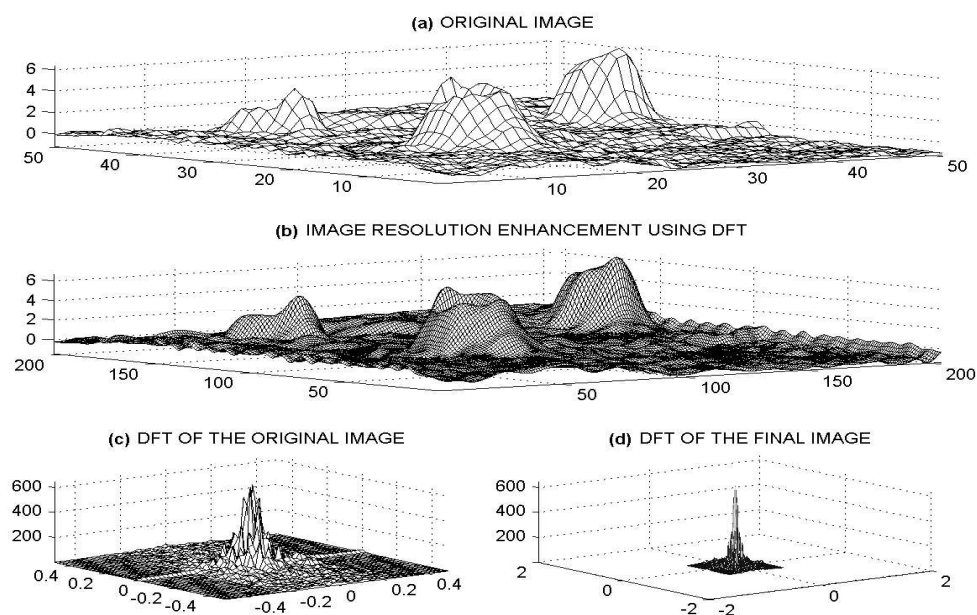 (a) ORIGINAL IMAGE
6
4
2
0
50 40 30 20 10 10 20 30 40 50
(b) IMAGE RESOLUTION ENHANCEMENT USING DFT
6
4
2
0
200 150 100 50 50 100 150 200
(c) DFT OF THE ORIGINAL IMAGE
600
400
200
0.4 0.2 0 -0.2 -0.4 -0.4 -0.2 0 0.2 0.4
(d) DFT OF THE FINAL IMAGE
600
400
200
2 0 -2 -2 0 2